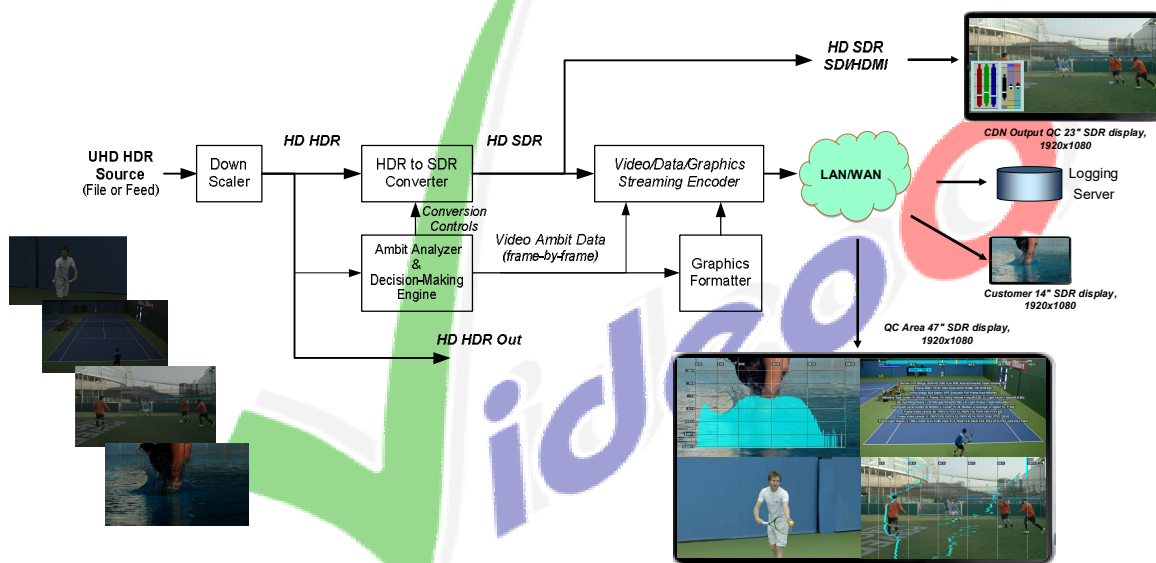 HD SDR
SDI/HDMI
CDN Output QC 23" SDR display,
1920x1080
HD HDR
HD SDR
UHD HDR
Source
(File or Feed)
Down
Scaler
HDR to SDR
Converter
Video/Data/Graphics
Streaming Encoder
LAN/WAN
Logging
Server
Conversion
Controls
Ambit Analyzer
&
Decision-Making
Engine
Video Ambit Data
(frame-by-frame)
Graphics
Formatter
Customer 14" SDR display,
1920x1080
HD HDR Out
QC Area 47" SDR display,
1920x1080
ideoQ